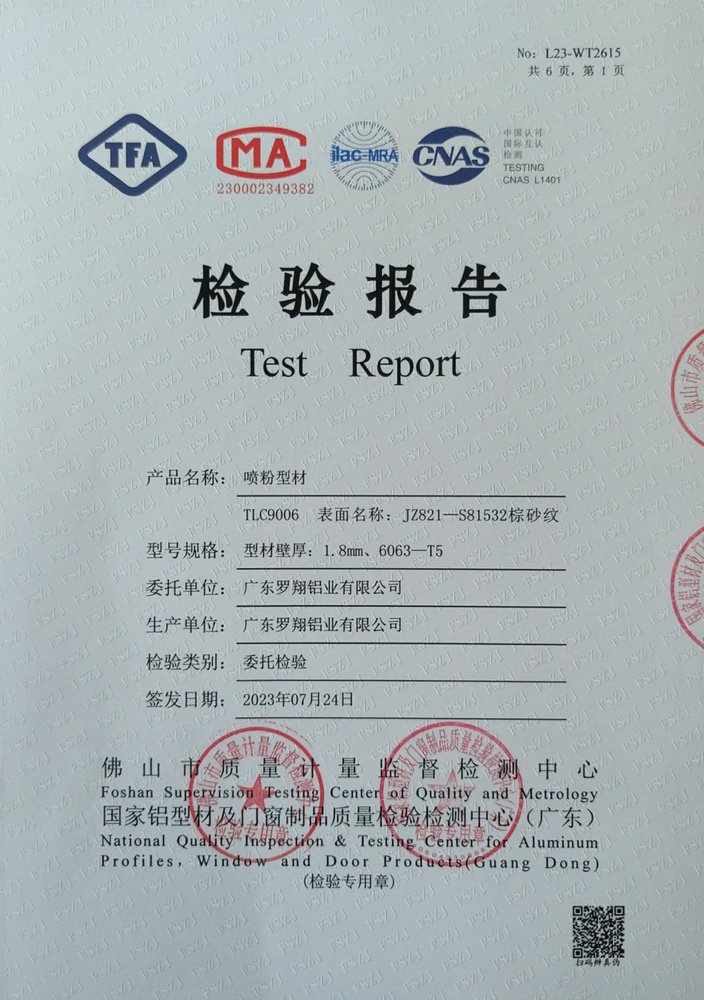 No: L23-WT2615
共 6 页, 第 1 页
TFA
MA
230002349382
ilac-MRA
CNAS
中国认可
国际互认
检测
TESTING
CNAS L1401
检验报告
Test Report
产品名称: 喷粉型材
TLC9006 表面名称: JZ821—S81532棕砂纹
型号规格: 型材壁厚: 1.8mm、6063—T5
委托单位: 广东罗翔铝业有限公司
生产单位: 广东罗翔铝业有限公司
检验类别: 委托检验
签发日期: 2023年07月24日
佛山市质量计量监督检测中心
Foshan Supervision Testing Center of Quality and Metrology
国家铝型材及门窗制品质量检验检测中心（广东）
National Quality Inspection & Testing Center for Aluminum
Profiles, Window and Door Products(Guang Dong)
(检验专用章)
扫码辨真伪